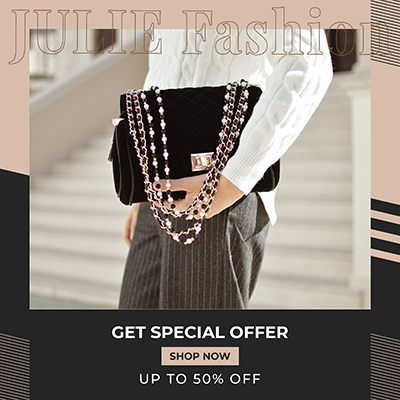 JULIE Fashion
GET SPECIAL OFFER
SHOP NOW
UP TO 50% OFF